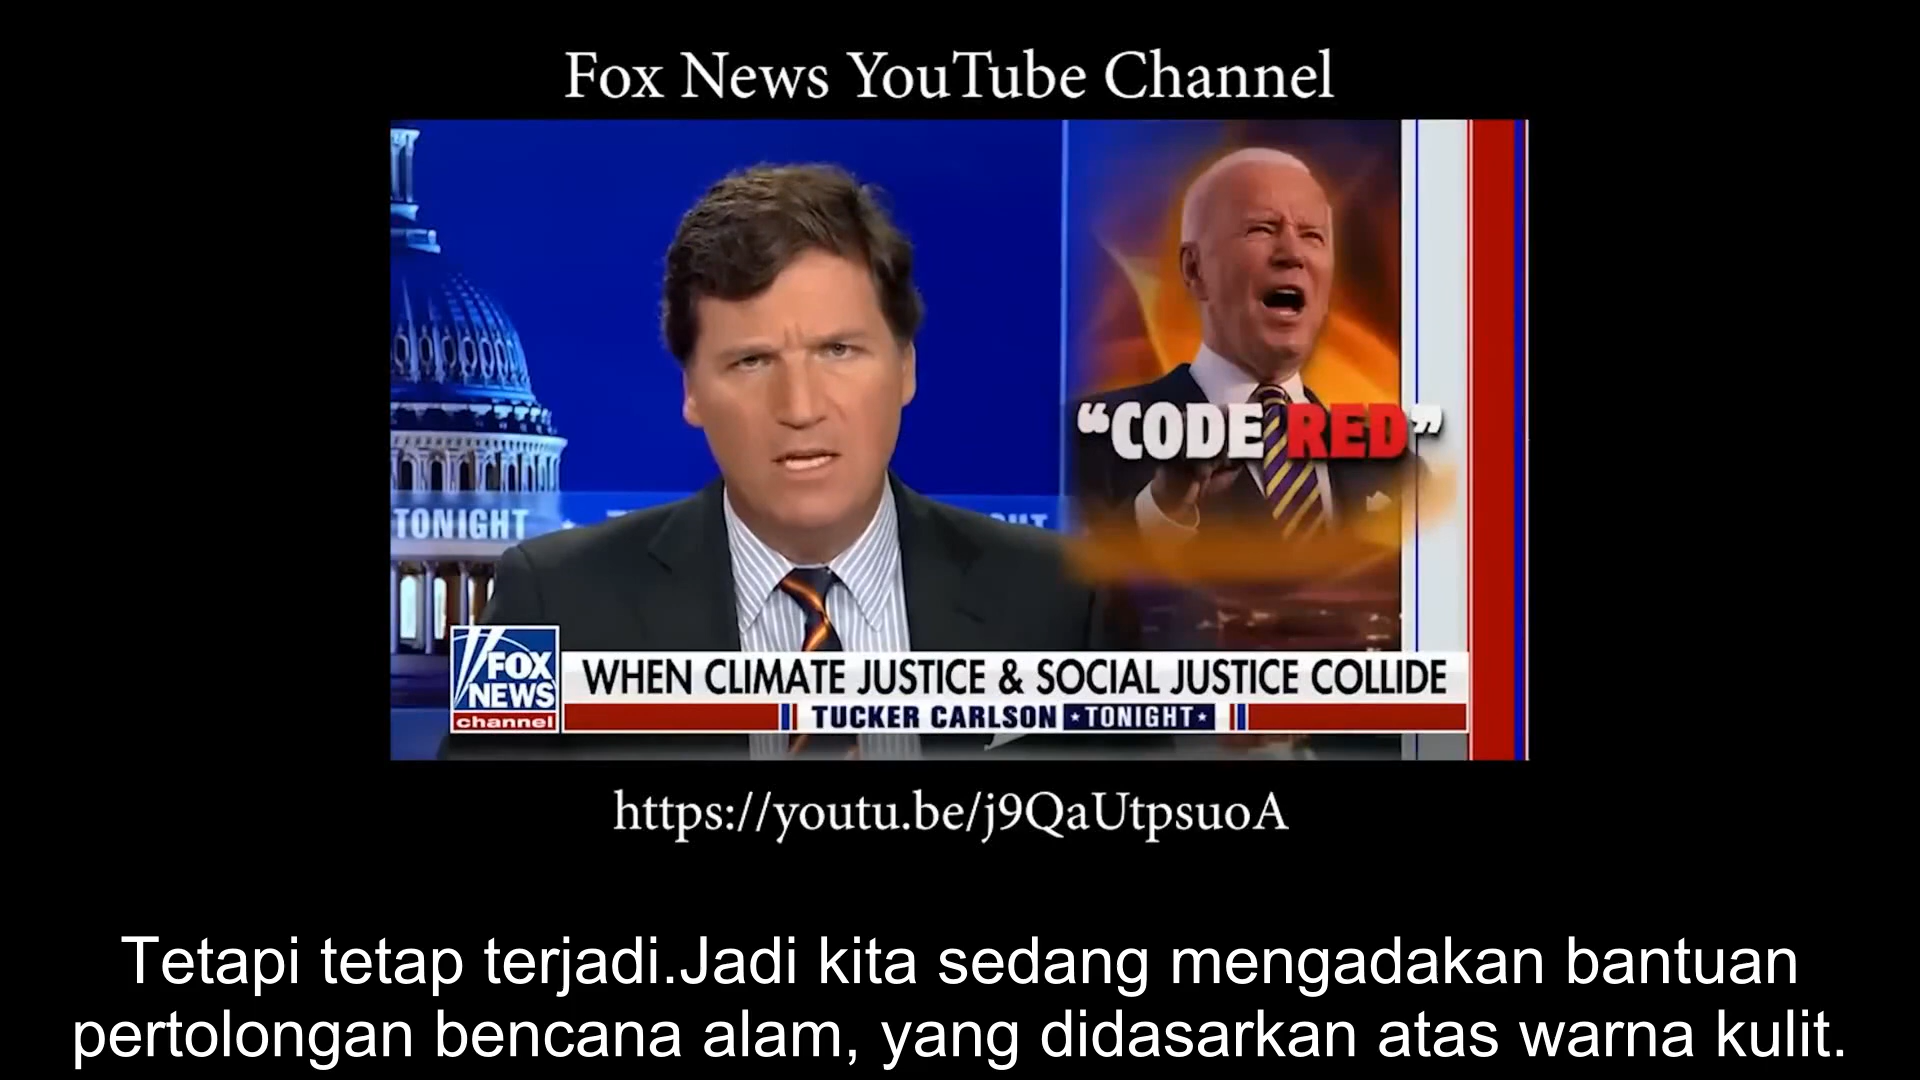 Fox News YouTube Channel
"CODE RED"
TONIGHT
FOX
NEWS
channel
WHEN CLIMATE JUSTICE & SOCIAL JUSTICE COLLIDE
TUCKER CARLSON TONIGHT
https://youtu.be/j9QaUtpsuoA
Tetapi tetap terjadi.Jadi kita sedang mengadakan bantuan
pertolongan bencana alam, yang didasarkan atas warna kulit.